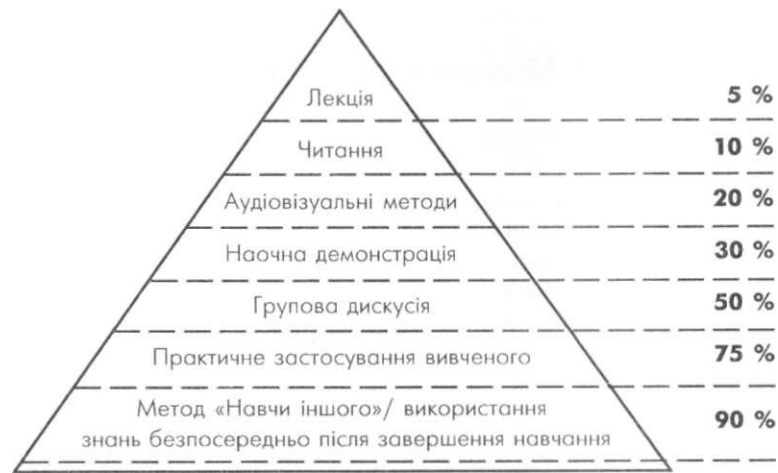 Лекція 5 %
Читання 10 %
Аудіовізуальні методи 20 %
Наочна демонстрація 30 %
Групова дискусія 50 %
Практичне застосування вивченого 75 %
Метод «Навчи іншого»/ використання
знань безпосередньо після завершення навчання 90 %